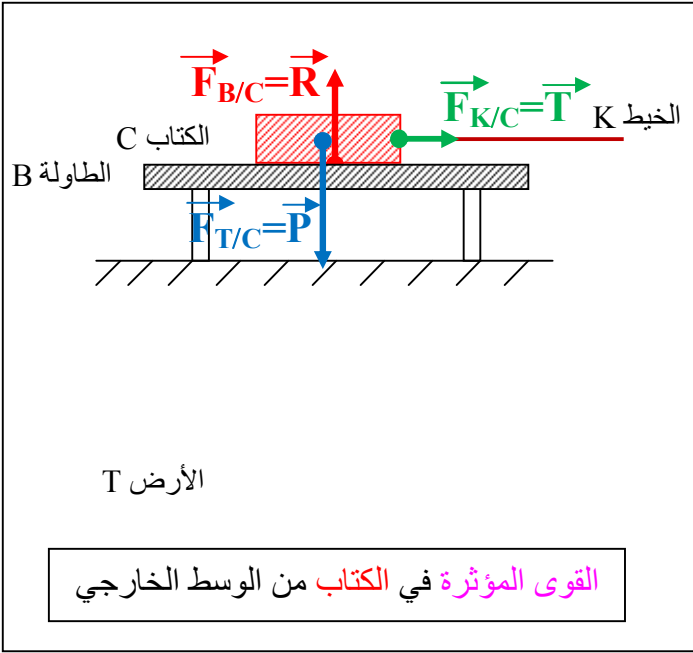 F_B/C=R
F_K/C=T
الخيط K
الكتاب C
الطاولة B
F_T/C=P
الأرض T
القوى المؤثرة في الكتاب من الوسط الخارجي